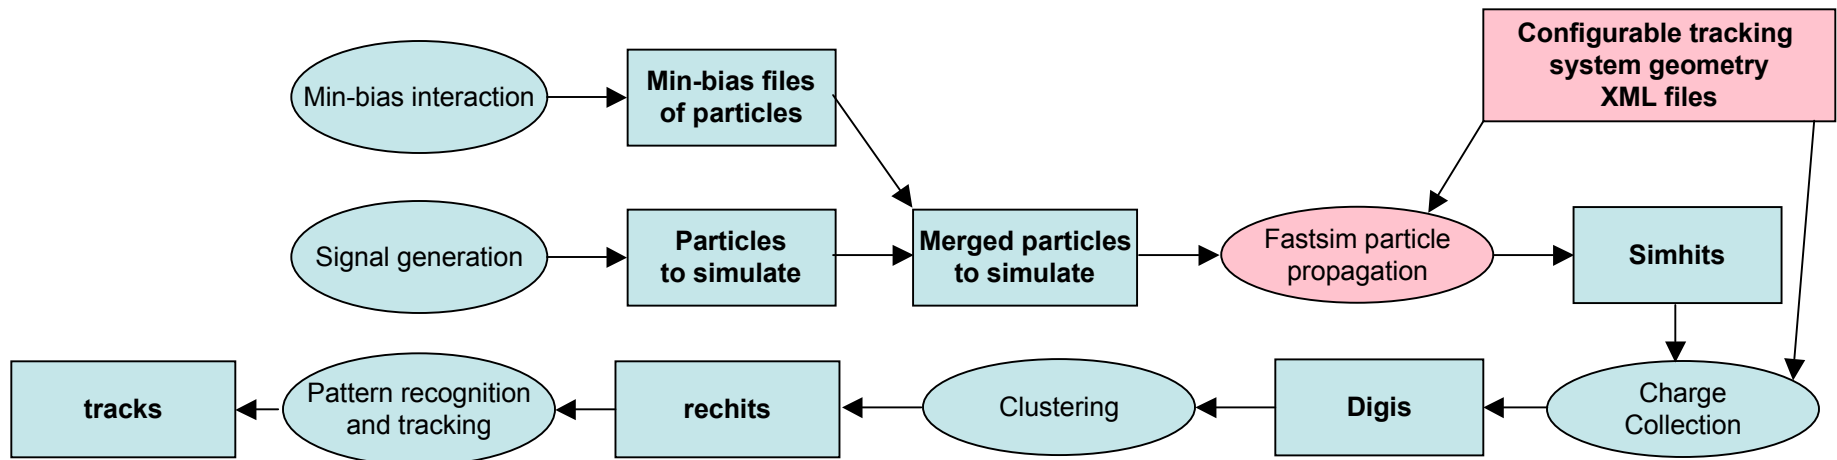 Configurable tracking
system geometry
XML files
Min-bias interaction
Min-bias files
of particles
Signal generation
Particles
to simulate
Merged particles
to simulate
Fastsim particle
propagation
Simhits
tracks
Pattern recognition
and tracking
rechits
Clustering
Digis
Charge
Collection